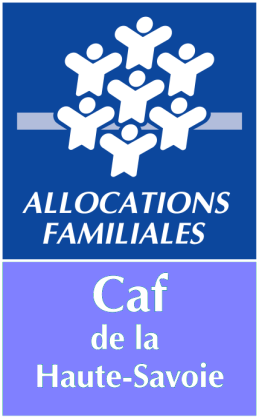 ALLOCATIONS
FAMILIALES
Caf
de la
Haute-Savoie